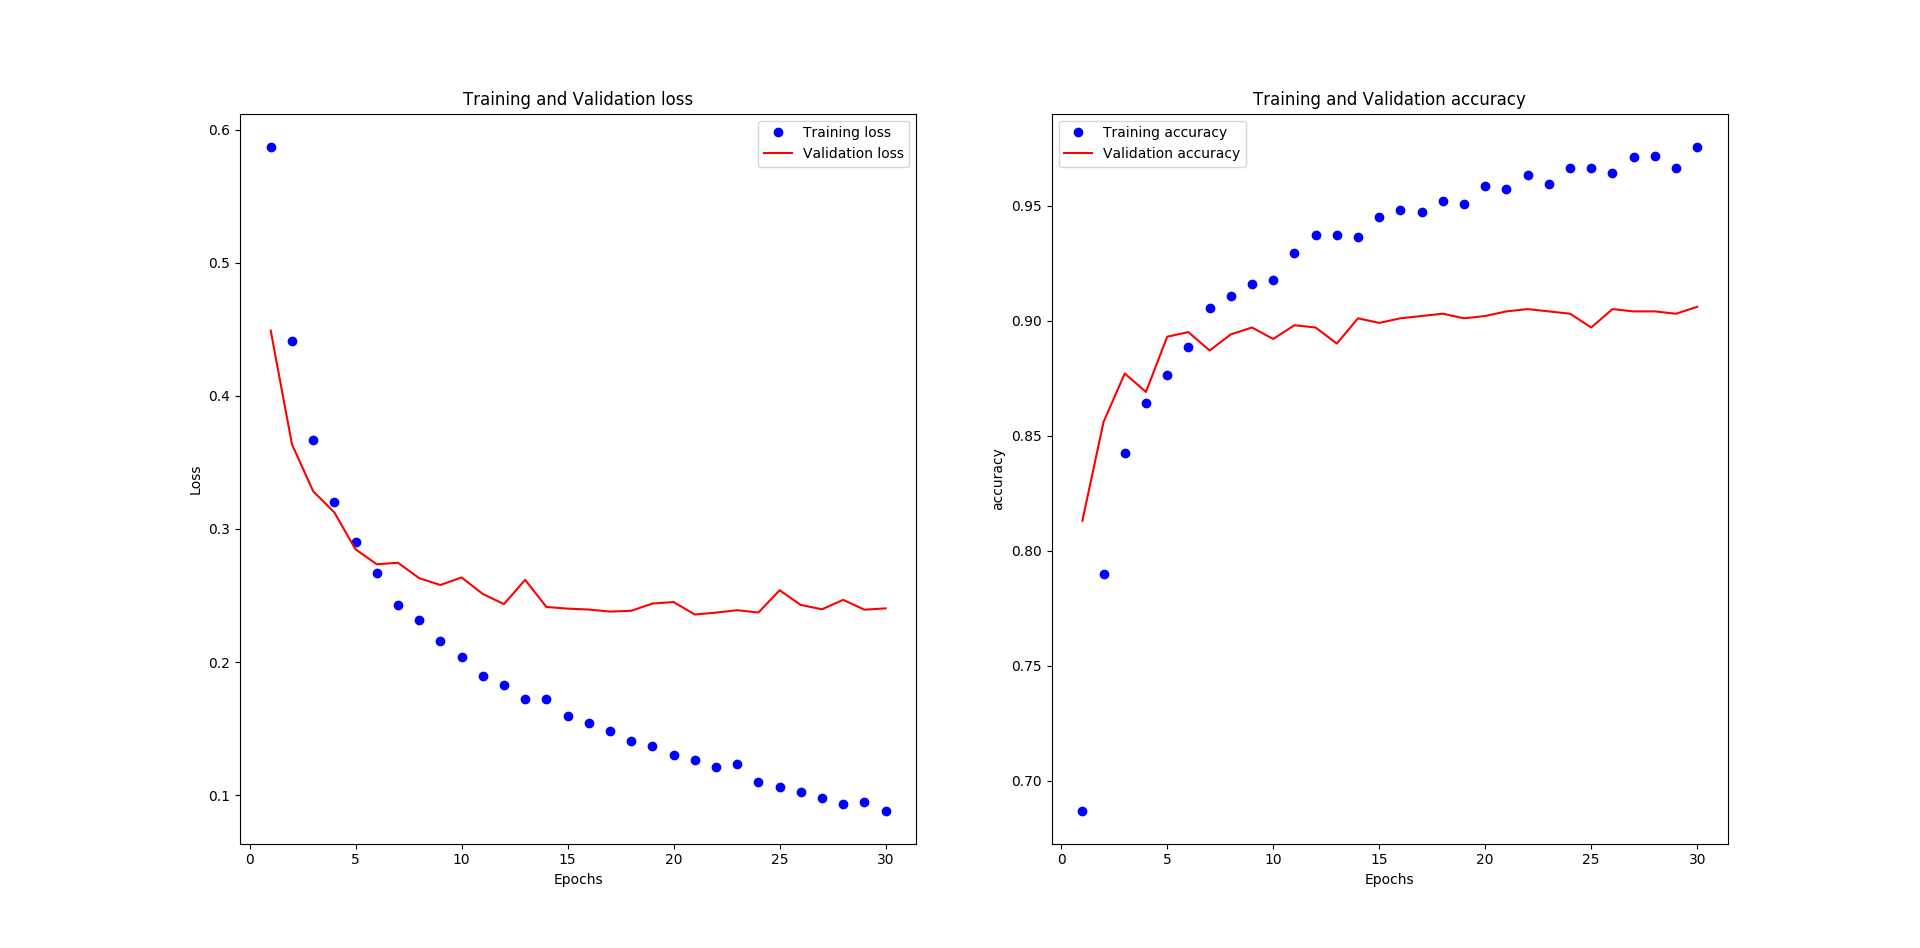 Training and Validation loss
Training loss
Validation loss
0.6
0.5
0.4
0.3
0.2
0.1
Loss
0 5 10 15 20 25 30
Epochs
Training and Validation accuracy
Training accuracy
Validation accuracy
0.95
0.90
0.85
0.80
0.75
0.70
accuracy
0 5 10 15 20 25 30
Epochs